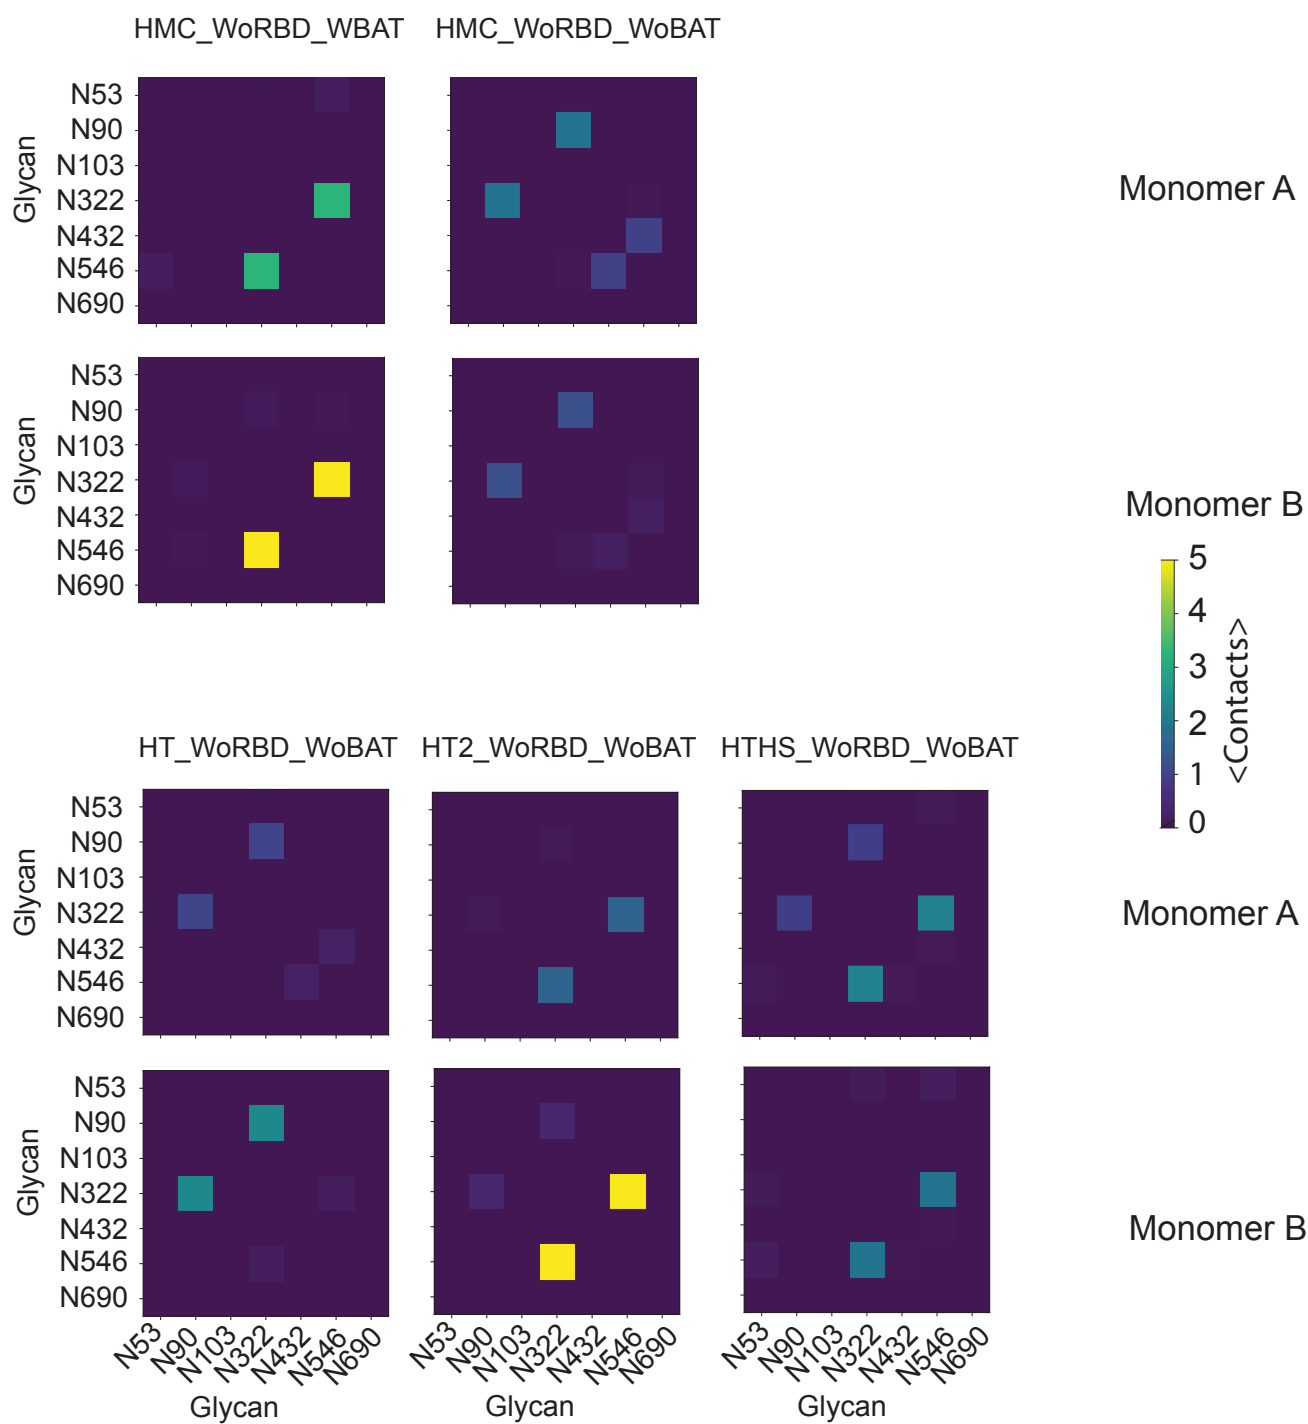 HMC_WoRBD_WBAT HMC_WoRBD_WoBAT
Glycan
N53
N90
N103
N322
N432
N546
N690
Monomer A
Glycan
N53
N90
N103
N322
N432
N546
N690
Monomer B
5
4
3
2
1
0
<Contacts>
HT_WoRBD_WoBAT HT2_WoRBD_WoBAT HTHS_WoRBD_WoBAT
Glycan
N53
N90
N103
N322
N432
N546
N690
Monomer A
Glycan
N53
N90
N103
N322
N432
N546
N690
Monomer B
N53 N90 N103 N322 N432 N546 N690 N53 N90 N103 N322 N432 N546 N690 N53 N90 N103 N322 N432 N546 N690
Glycan Glycan Glycan